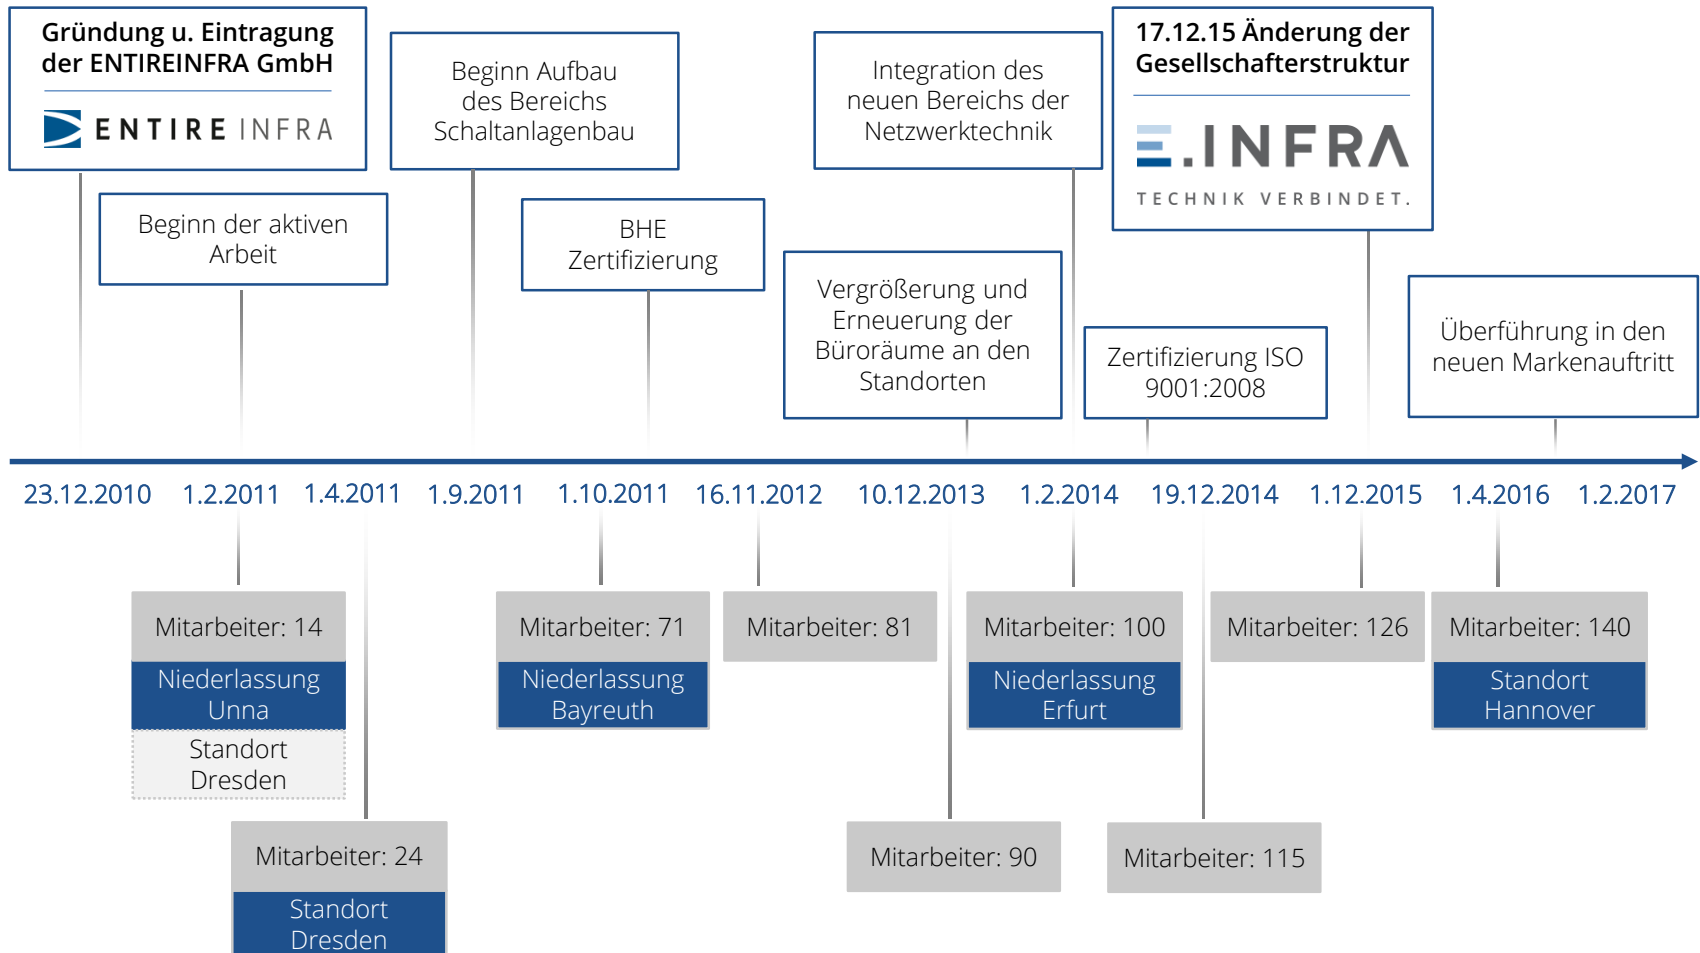 Gründung u. Eintragung
der ENTIREINFRA GmbH
ENTIRE INFRA
Beginn der aktiven
Arbeit
Beginn Aufbau
des Bereichs
Schaltanlagenbau
BHE
Zertifizierung
Vergrößerung und
Erneuerung der
Büroräume an den
Standorten
Integration des
neuen Bereichs der
Netzwerktechnik
Zertifizierung ISO
9001:2008
17.12.15 Änderung der
Gesellschafterstruktur
E.INFRA
TECHNIK VERBINDET.
Überführung in den
neuen Markenauftritt
23.12.2010 1.2.2011 1.4.2011 1.9.2011 1.10.2011 16.11.2012 10.12.2013 1.2.2014 19.12.2014 1.12.2015 1.4.2016 1.2.2017
Mitarbeiter: 14
Niederlassung
Unna
Standort
Dresden
Mitarbeiter: 24
Standort
Dresden
Mitarbeiter: 71
Niederlassung
Bayreuth
Mitarbeiter: 81
Mitarbeiter: 90
Mitarbeiter: 100
Niederlassung
Erfurt
Mitarbeiter: 115
Mitarbeiter: 126
Mitarbeiter: 140
Standort
Hannover